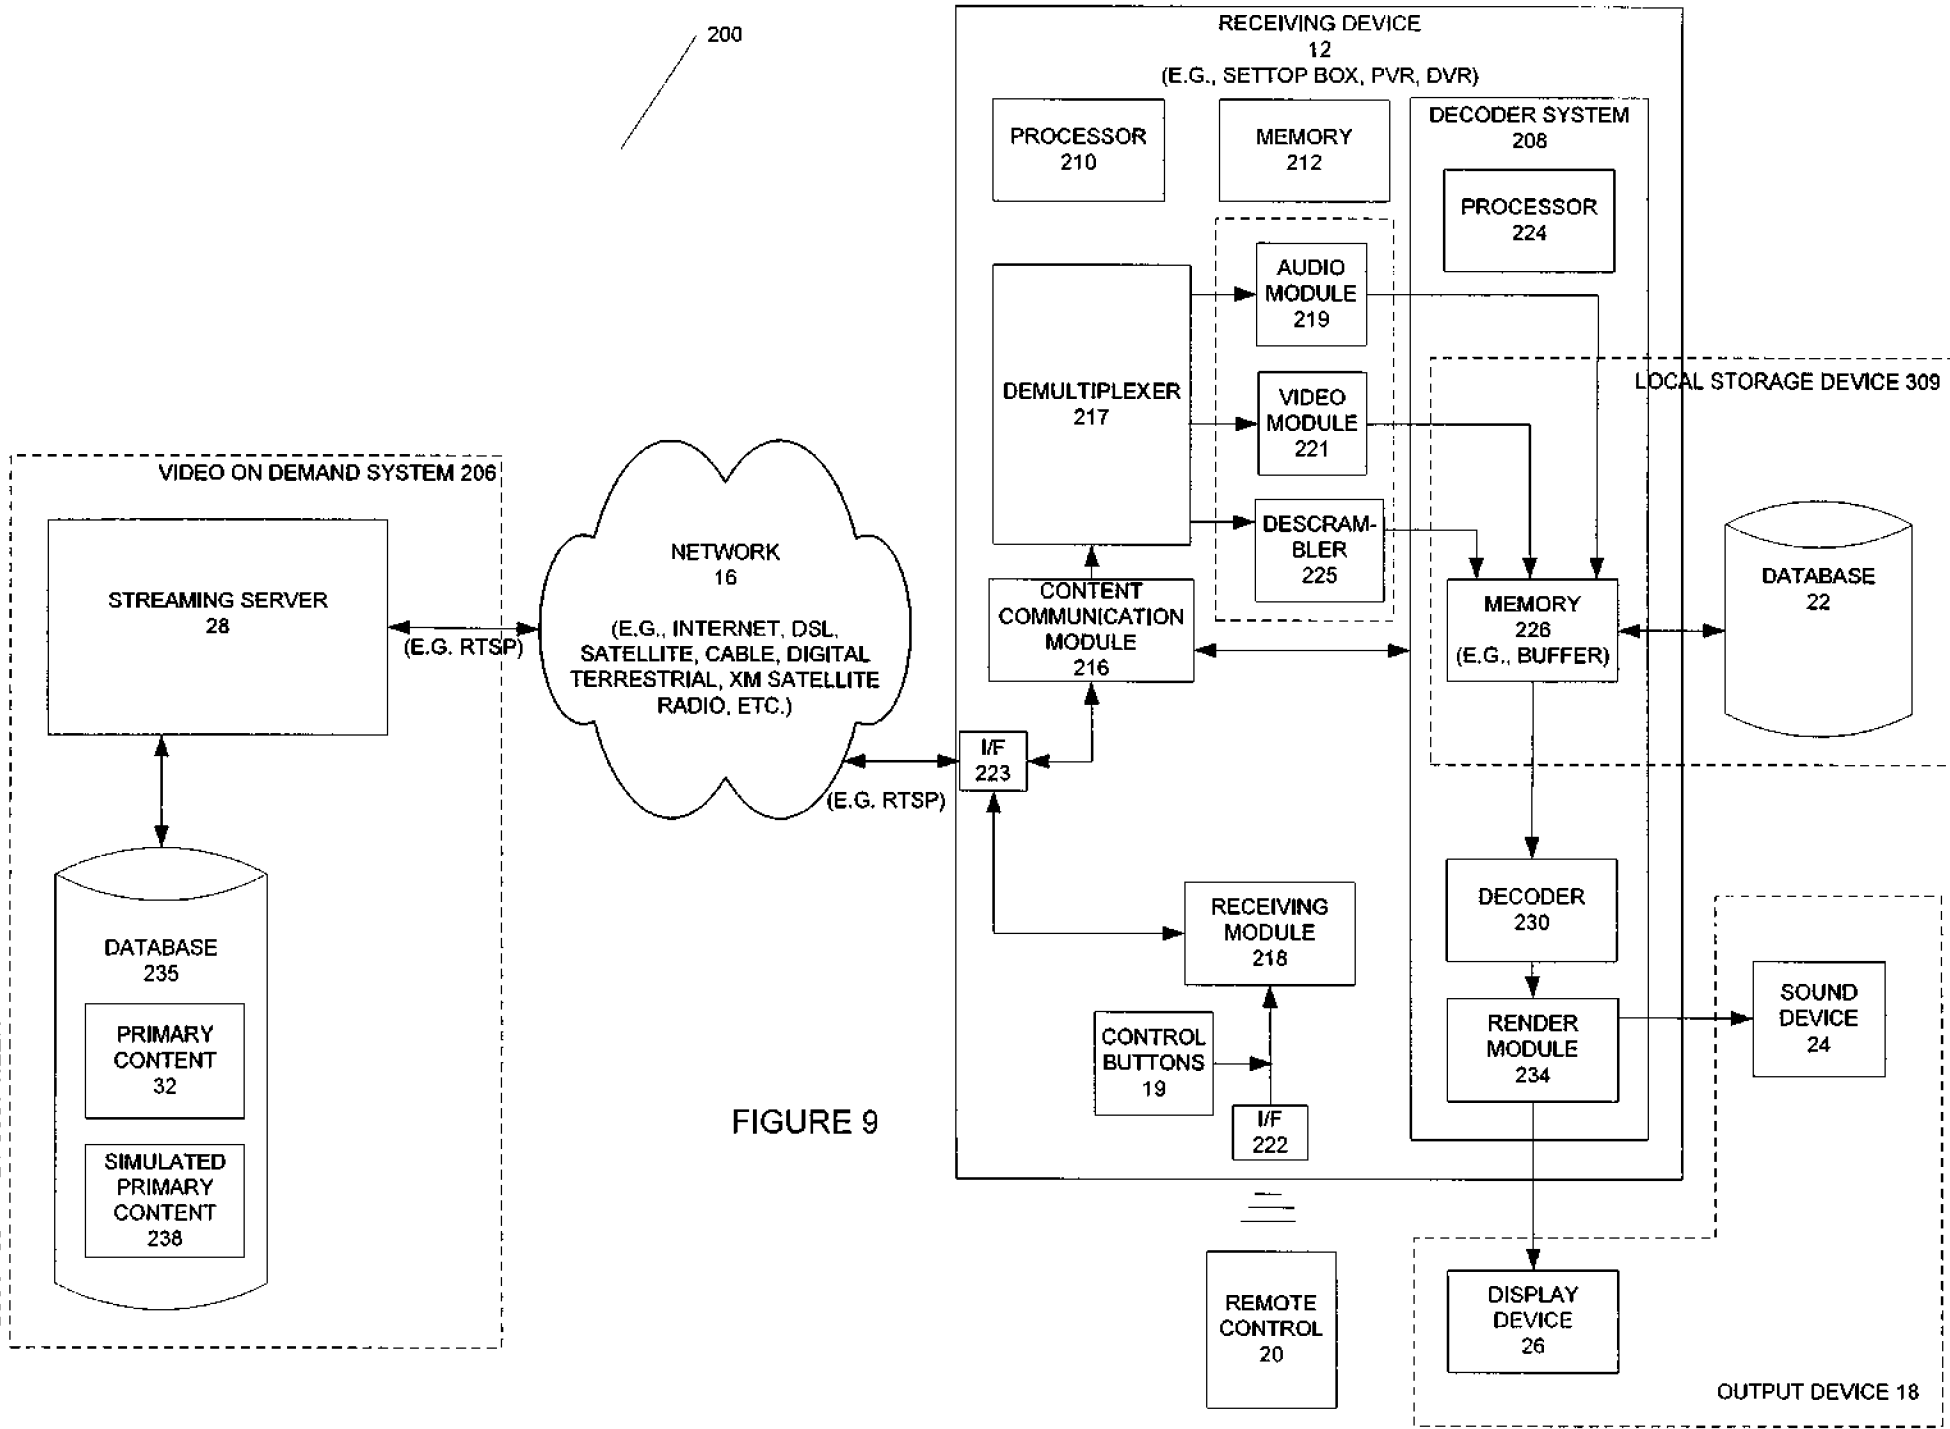 200
RECEIVING DEVICE
12
(E.G., SETTOP BOX, PVR, DVR)
PROCESSOR
210
MEMORY
212
DECODER SYSTEM
208
PROCESSOR
224
AUDIO
MODULE
219
DEMULTIPLEXER
217
VIDEO
MODULE
221
DESCRAM-
BLER
225
LOCAL STORAGE DEVICE 309
VIDEO ON DEMAND SYSTEM 206
STREAMING SERVER
28
(E.G. RTSP)
NETWORK
16
(E.G., INTERNET, DSL,
SATELLITE, CABLE, DIGITAL
TERRESTRIAL, XM SATELLITE
RADIO, ETC.)
CONTENT
COMMUNICATION
MODULE
216
MEMORY
226
(E.G., BUFFER)
DATABASE
22
I/F
223
(E.G. RTSP)
DECODER
230
RECEIVING
MODULE
218
DATABASE
235
PRIMARY
CONTENT
32
SIMULATED
PRIMARY
CONTENT
238
CONTROL
BUTTONS
19
I/F
222
RENDER
MODULE
234
SOUND
DEVICE
24
FIGURE 9
REMOTE
CONTROL
20
DISPLAY
DEVICE
26
OUTPUT DEVICE 18